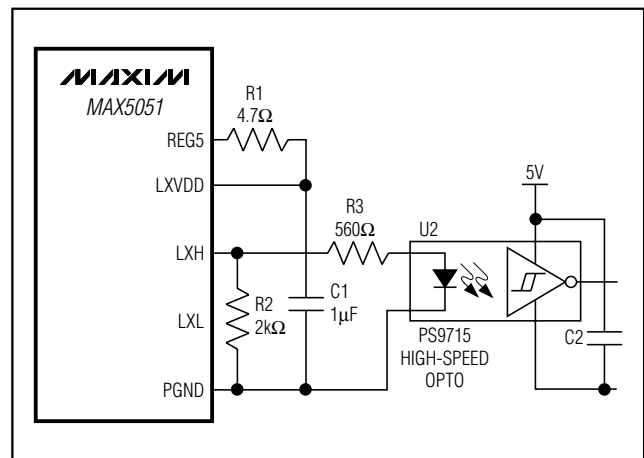 MAXIM
MAX5051
REG5
LXVDD
LXH
LXL
PGND
R1
4.7Ω
R3
560Ω
R2
2kΩ
C1
1µF
U2
5V
C2
PS9715
HIGH-SPEED
OPTO